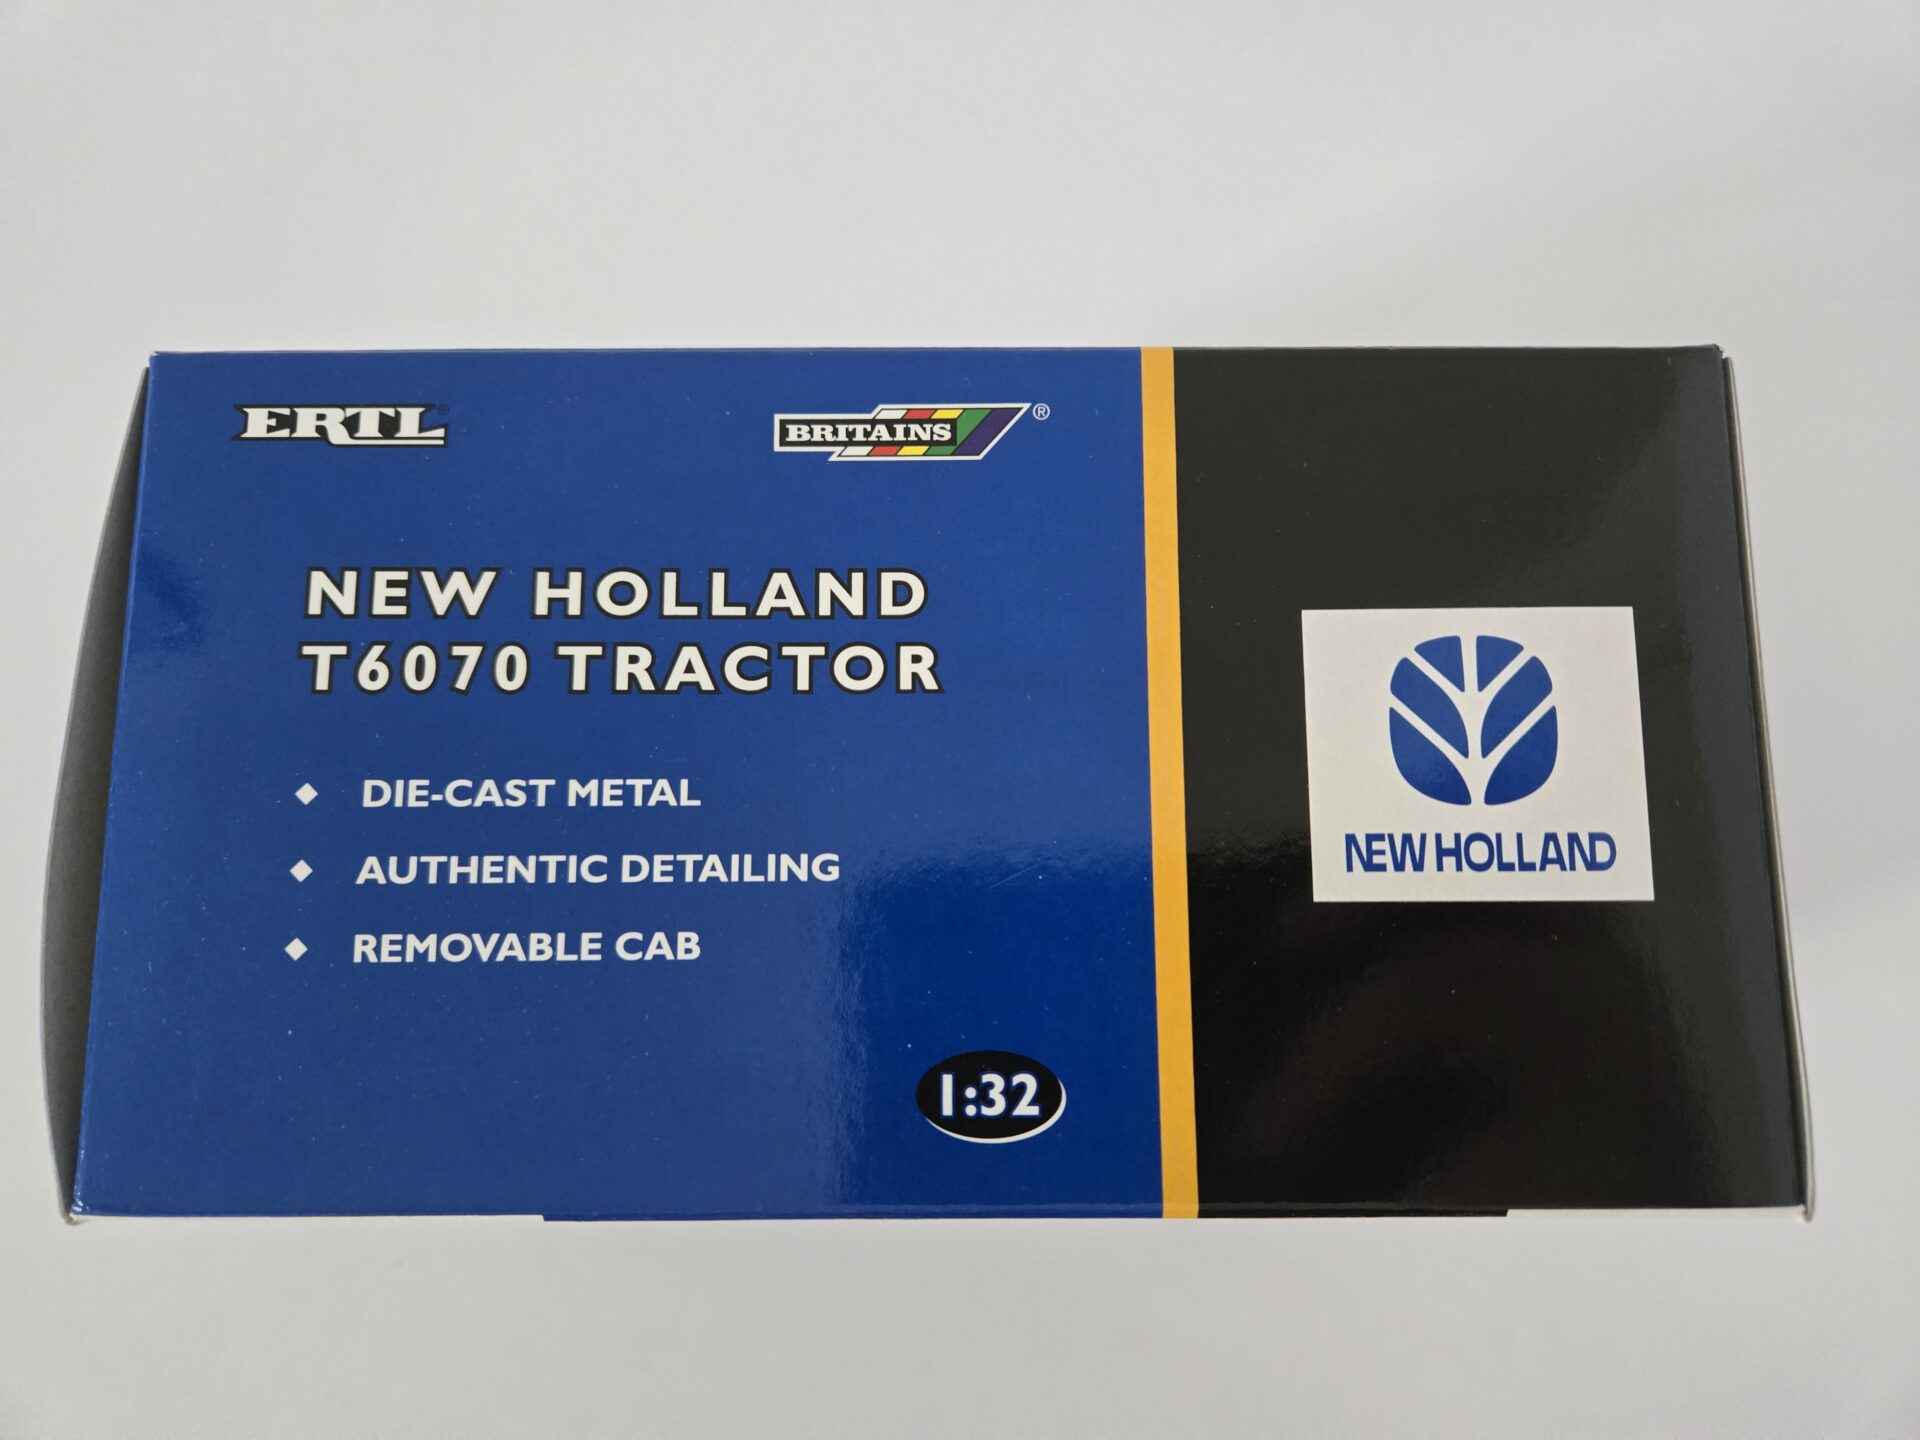 ERTL
BRITAINS ®
NEW HOLLAND
T6070 TRACTOR
◆ DIE-CAST METAL
◆ AUTHENTIC DETAILING
◆ REMOVABLE CAB
1:32
NEW HOLLAND